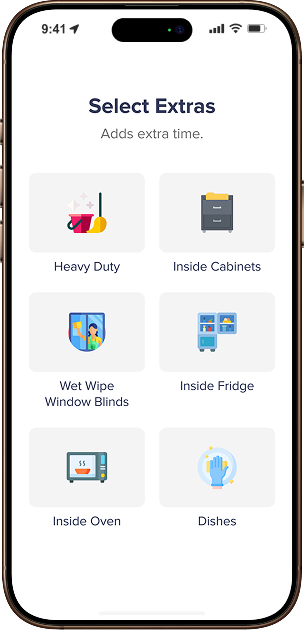 9:41
Select Extras
Adds extra time.
Heavy Duty
Inside Cabinets
Wet Wipe
Window Blinds
Inside Fridge
Inside Oven
Dishes